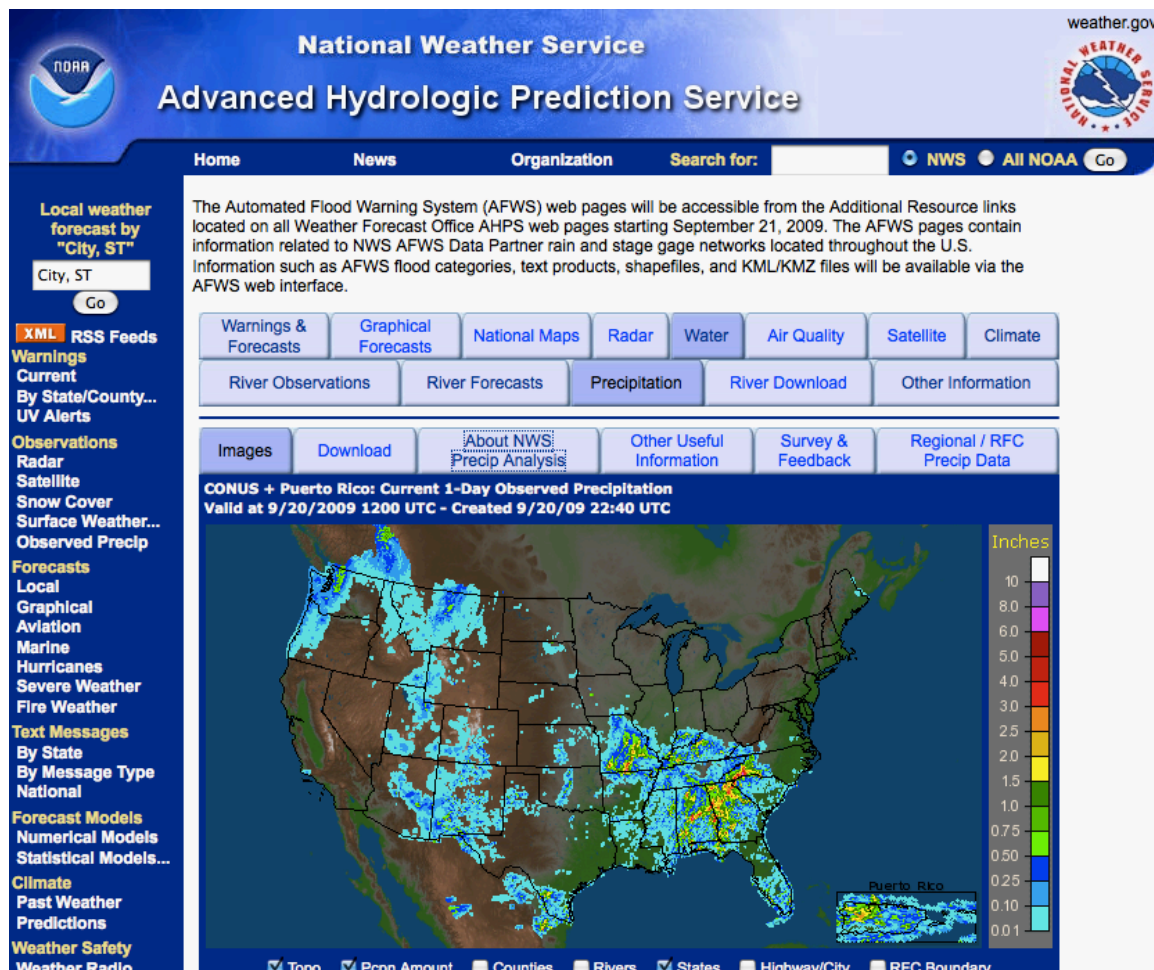 weather.gov
NOAA
National Weather Service
Advanced Hydrologic Prediction Service
NATIONAL WEATHER SERVICE
Home News Organization Search for: NWS All NOAA Go
Local weather
forecast by
"City, ST"
City, ST
Go
XML RSS Feeds
Warnings
Current
By State/County...
UV Alerts
Observations
Radar
Satellite
Snow Cover
Surface Weather...
Observed Precip
Forecasts
Local
Graphical
Aviation
Marine
Hurricanes
Severe Weather
Fire Weather
Text Messages
By State
By Message Type
National
Forecast Models
Numerical Models
Statistical Models...
Climate
Past Weather
Predictions
Weather Safety
Weather Radio
The Automated Flood Warning System (AFWS) web pages will be accessible from the Additional Resource links
located on all Weather Forecast Office AHPS web pages starting September 21, 2009. The AFWS pages contain
information related to NWS AFWS Data Partner rain and stage gage networks located throughout the U.S.
Information such as AFWS flood categories, text products, shapefiles, and KML/KMZ files will be available via the
AFWS web interface.
Warnings & Forecasts Graphical Forecasts National Maps Radar Water Air Quality Satellite Climate
River Observations River Forecasts Precipitation River Download Other Information
Images Download About NWS Precip Analysis Other Useful Information Survey & Feedback Regional / RFC Precip Data
CONUS + Puerto Rico: Current 1-Day Observed Precipitation
Valid at 9/20/2009 1200 UTC - Created 9/20/09 22:40 UTC
Inches
10
8.0
6.0
5.0
4.0
3.0
2.5
2.0
1.5
1.0
0.75
0.50
0.25
0.10
0.01
Puerto Rico
Topo Pcpn Amount Counties Rivers States Highway/City RFC Boundary